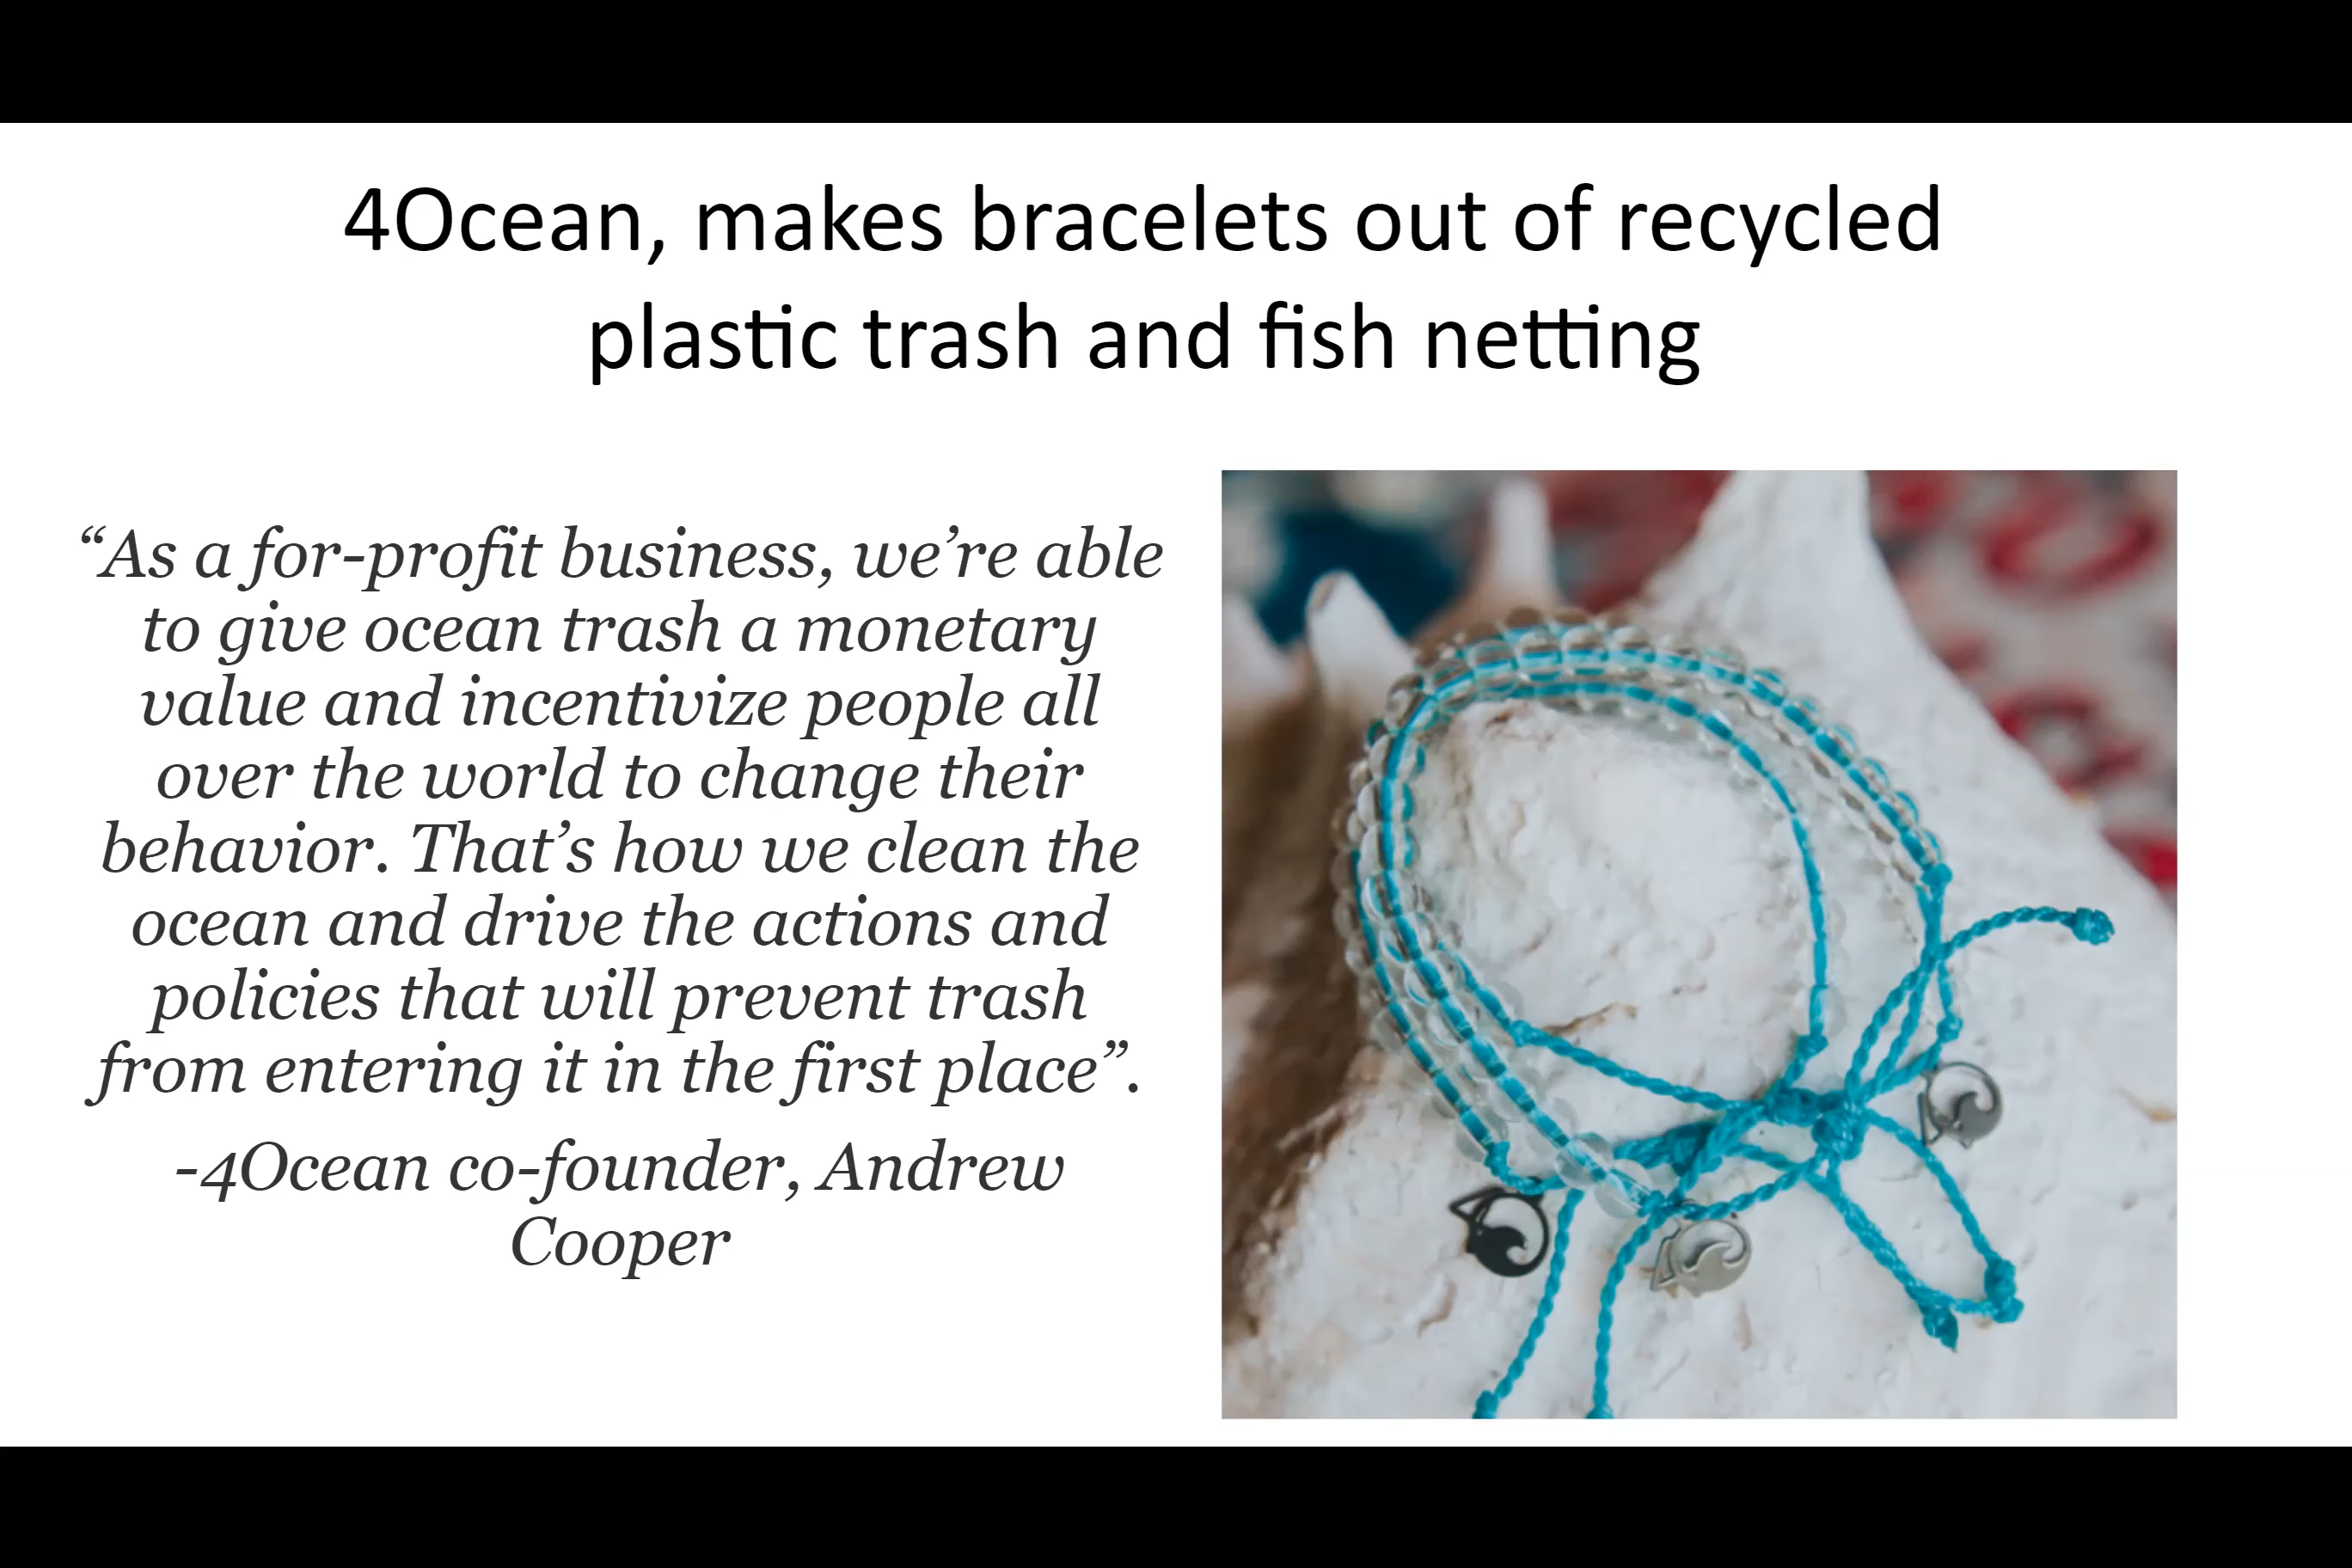 4Ocean, makes bracelets out of recycled
plastic trash and fish netting
“As a for-profit business, we’re able
to give ocean trash a monetary
value and incentivize people all
over the world to change their
behavior. That’s how we clean the
ocean and drive the actions and
policies that will prevent trash
from entering it in the first place”.
-4Ocean co-founder, Andrew
Cooper